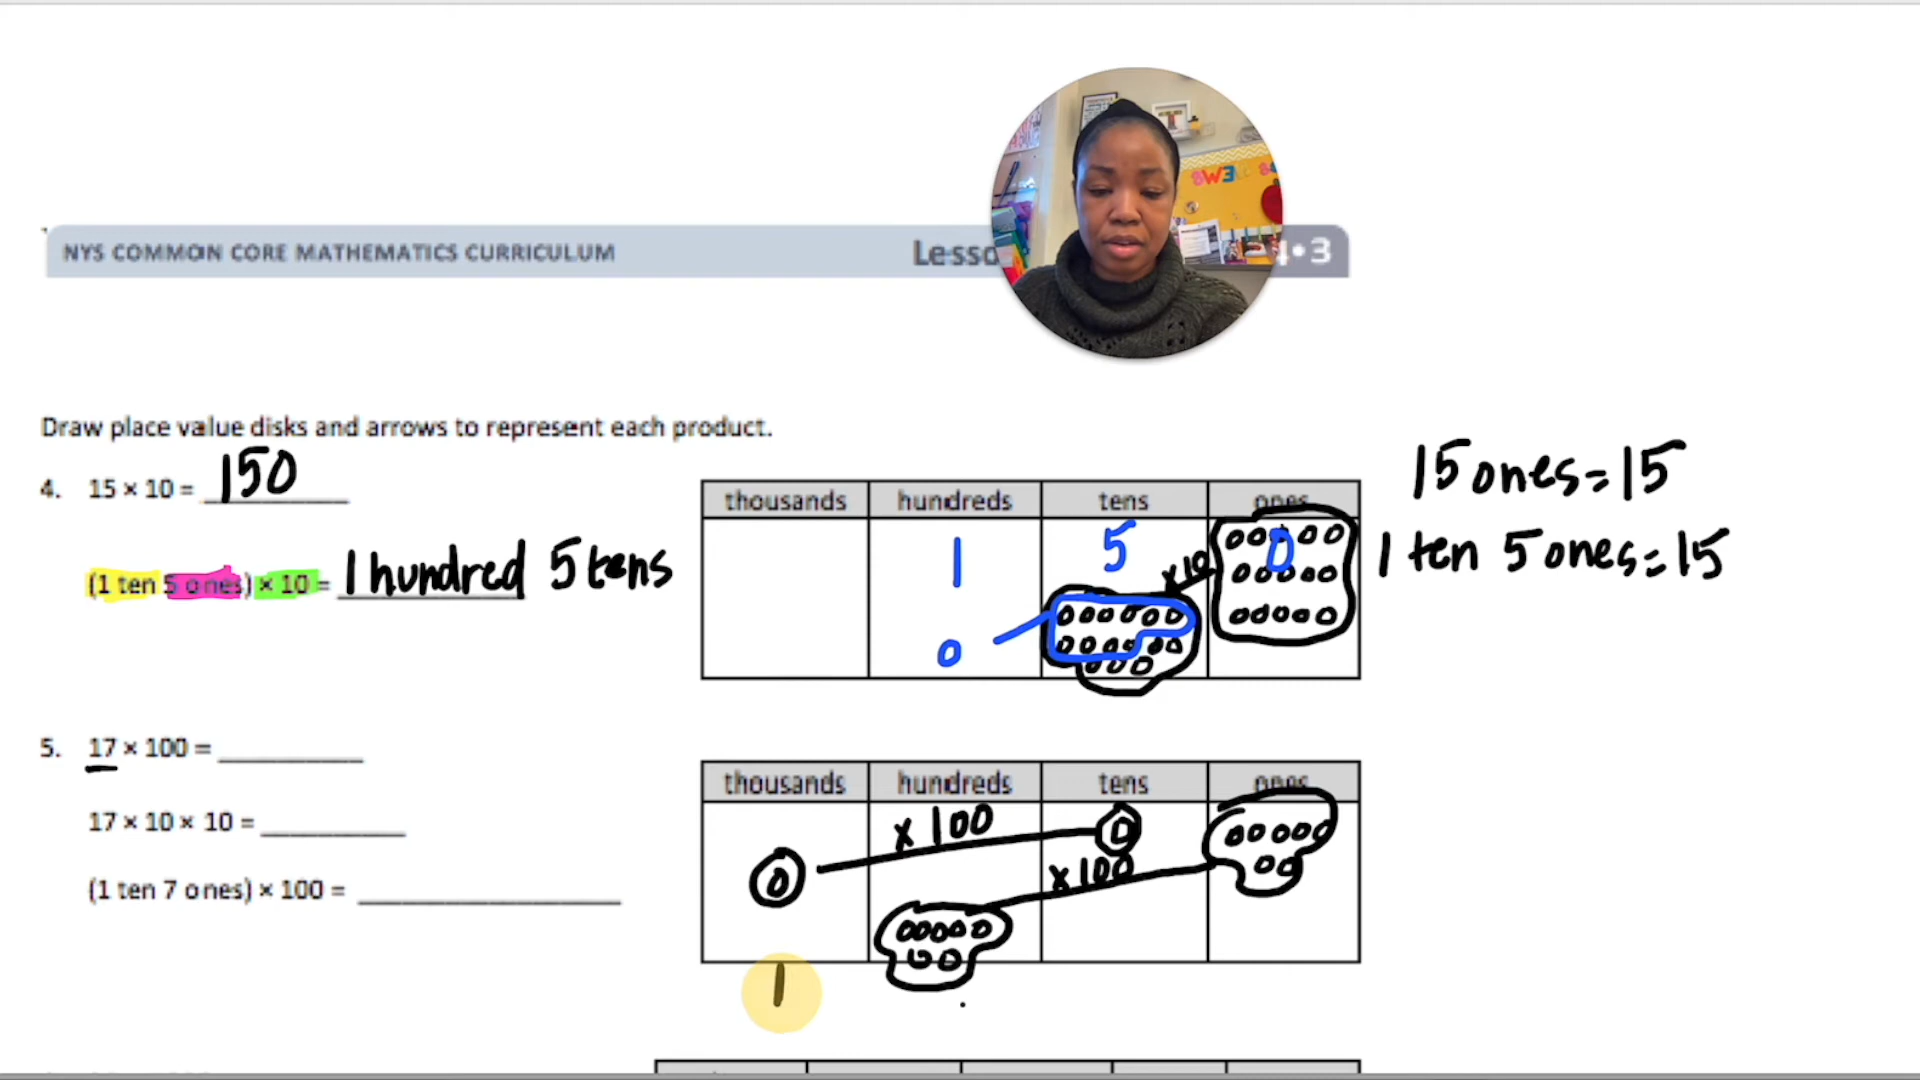 NYS COMMON CORE MATHEMATICS CURRICULUM Lesso 4•3
Draw place value disks and arrows to represent each product.
4. 15 × 10 = 150
(1 ten 5 ones) × 10 = 1 hundred 5 tens
thousands hundreds tens ones
1 5 0
x10
15 ones = 15
1 ten 5 ones = 15
5. 17 × 100 =
17 × 10 × 10 =
(1 ten 7 ones) × 100 =
thousands hundreds tens ones
x 100
x 100
1